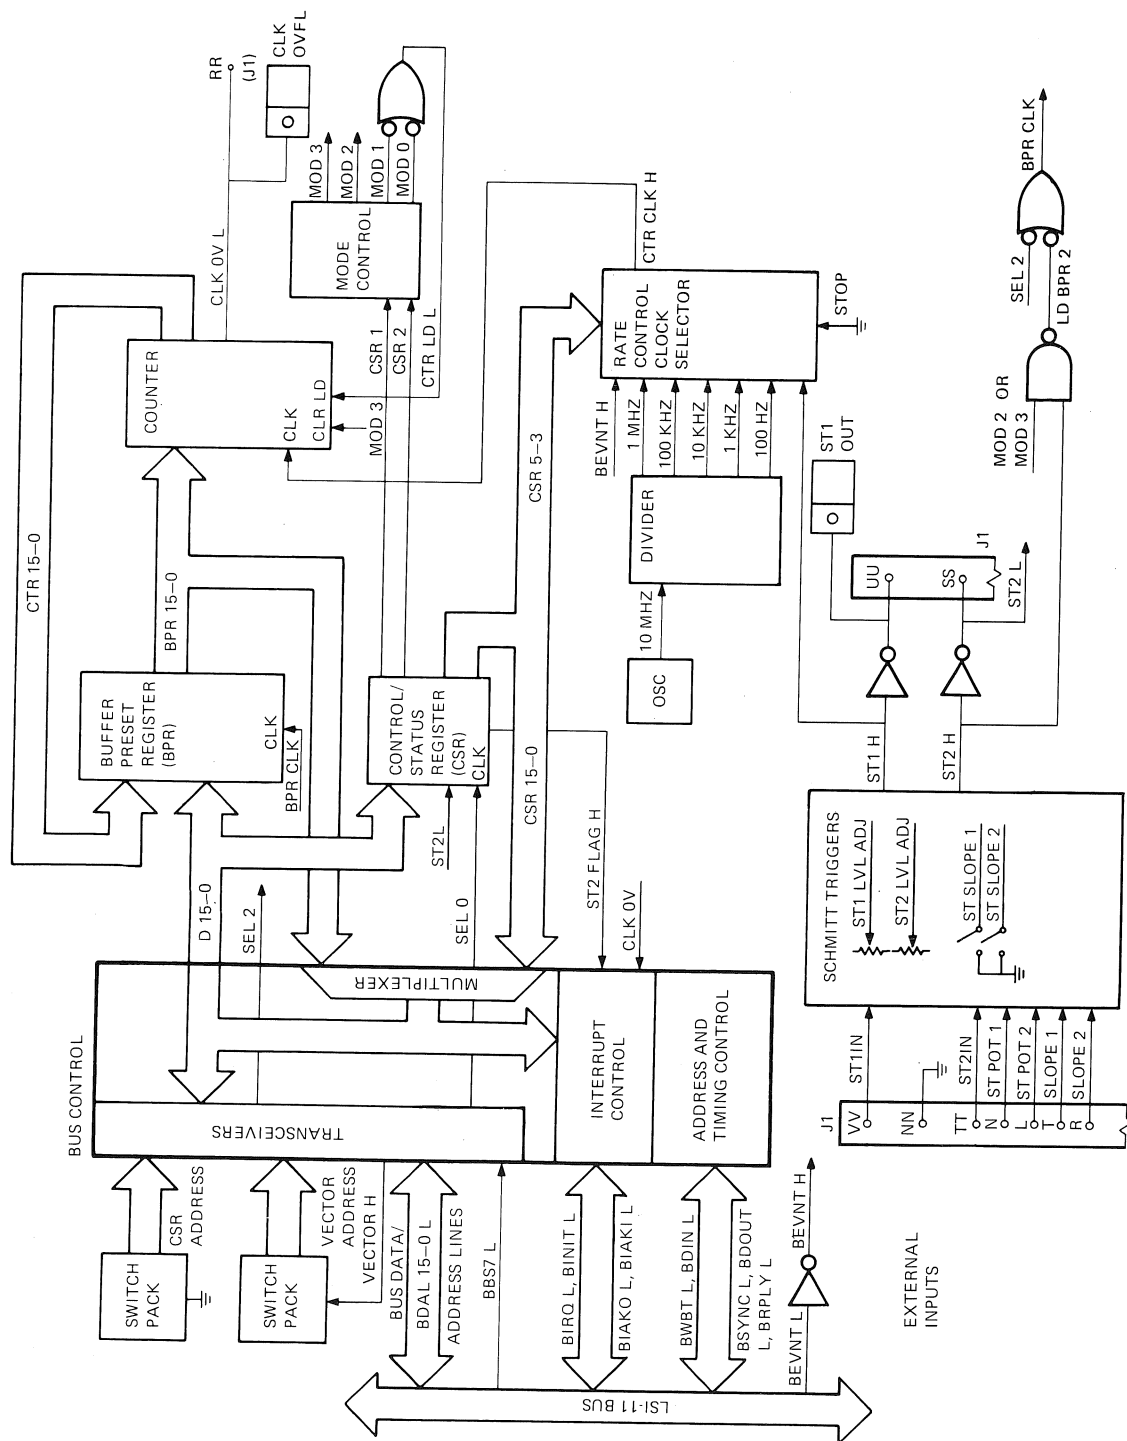 RR
(J1)
CLK
OVFL
CLK 0V L
MOD 3
MOD 2
MOD 1
MOD 0
MODE
CONTROL
CTR CLK H
BPR CLK
SEL 2
LD BPR 2
MOD 2 OR
MOD 3
COUNTER
CLK
CLR LD
MOD 3
CSR 1
CSR 2
CTR LD L
CSR 5–3
RATE
CONTROL
CLOCK
SELECTOR
STOP
BEVNT H
1 MHZ
100 KHZ
10 KHZ
1 KHZ
100 HZ
DIVIDER
10 MHZ
OSC
ST1
OUT
J1
UU
SS
ST2 L
ST1 H
ST2 H
CTR 15–0
BPR 15–0
BUFFER
PRESET
REGISTER
(BPR)
CLK
BPR CLK
CONTROL/
STATUS
REGISTER
(CSR)
CLK
ST2L
SEL 0
CSR 15–0
ST2 FLAG H
CLK 0V
D 15–0
SEL 2
SCHMITT TRIGGERS
ST1 LVL ADJ
ST2 LVL ADJ
ST SLOPE 1
ST SLOPE 2
BUS CONTROL
TRANSCEIVERS
MULTIPLEXER
INTERRUPT
CONTROL
ADDRESS AND
TIMING CONTROL
ST1IN
ST2IN
ST POT 1
ST POT 2
SLOPE 1
SLOPE 2
J1
VV
NN
TT
N
L
T
R
SWITCH
PACK
CSR
ADDRESS
SWITCH
PACK
VECTOR
ADDRESS
VECTOR H
BUS DATA/
BDAL 15–0 L
ADDRESS LINES
BBS7 L
BIRQ L, BINIT L
BIAKO L, BIAKI L
BWBT L, BDIN L
BSYNC L, BDOUT
L, BRPLY L
BEVNT L
BEVNT H
LSI-11 BUS
EXTERNAL
INPUTS